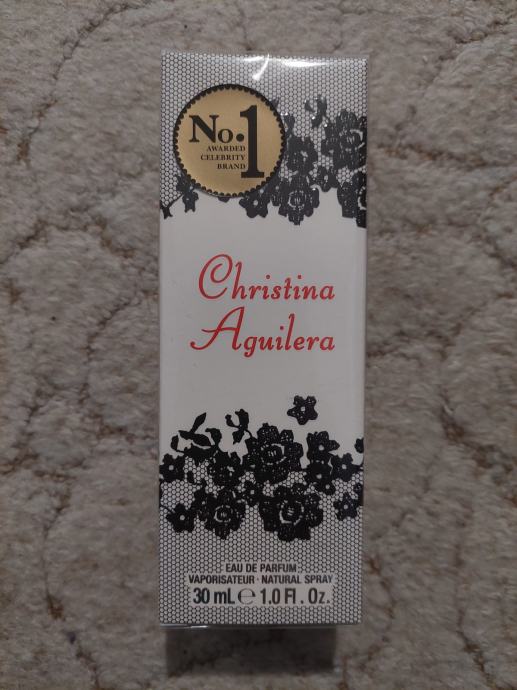 No.1
AWARDED
CELEBRITY
BRAND
Christina
Aguilera
EAU DE PARFUM
VAPORISATEUR · NATURAL SPRAY
30 mL ℮ 1.0 Fl. Oz.